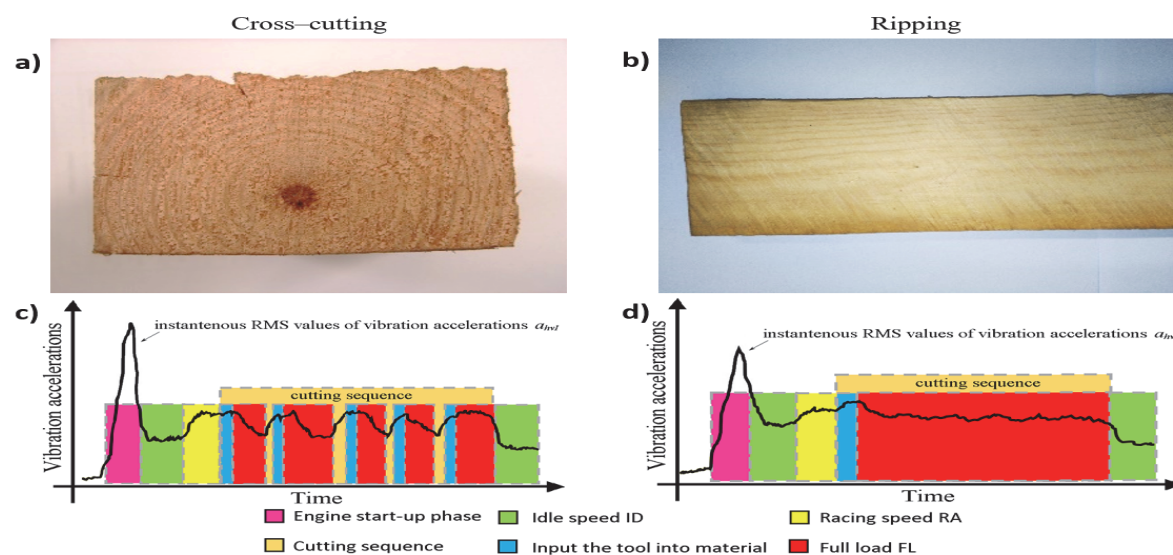 Cross–cutting
Ripping
a)
b)
c)
instantenous RMS values of vibration accelerations a_hvl
cutting sequence
Vibration accelerations
Time
d)
instantenous RMS values of vibration accelerations
cutting sequence
Vibration accelerations
Time
Engine start-up phase
Idle speed ID
Racing speed RA
Cutting sequence
Input the tool into material
Full load FL